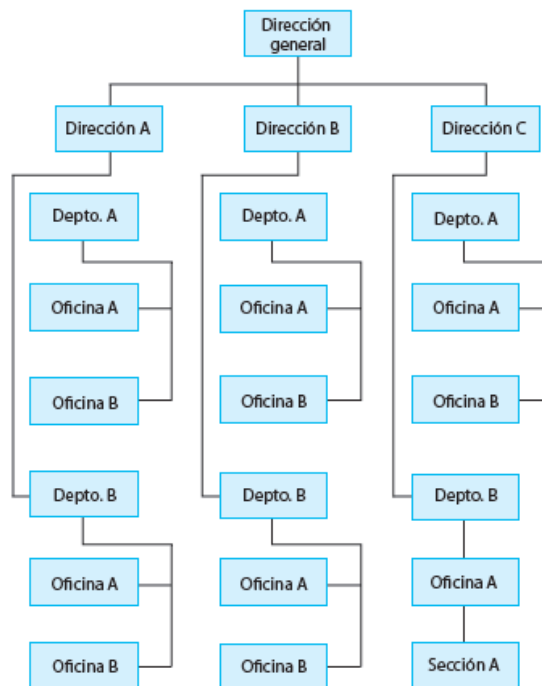 Dirección
general
Dirección A
Dirección B
Dirección C
Depto. A
Depto. A
Depto. A
Oficina A
Oficina A
Oficina A
Oficina B
Oficina B
Oficina B
Depto. B
Depto. B
Depto. B
Oficina A
Oficina A
Oficina A
Oficina B
Oficina B
Sección A